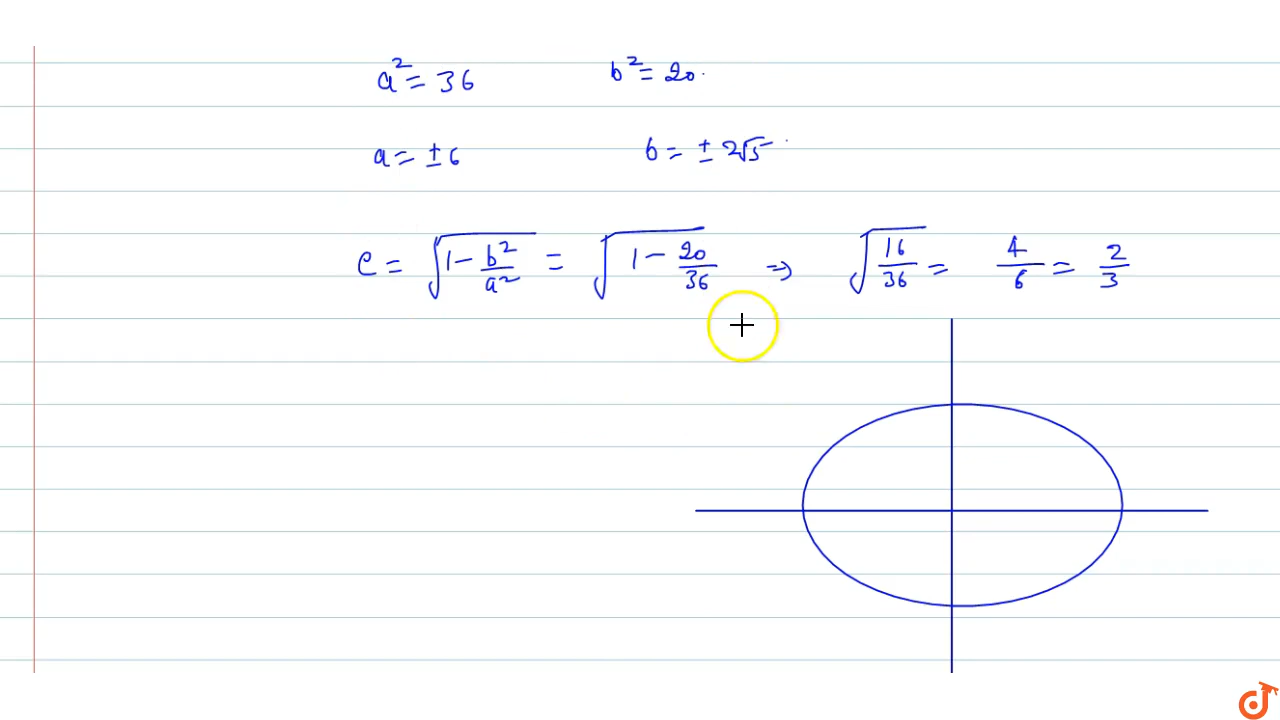 a² = 36 b² = 20
a = ± 6 b = ± 2√5
e = √(1 − b²/a²) = √(1 − 20/36) ⇒ √(16/36) = 4/6 = 2/3